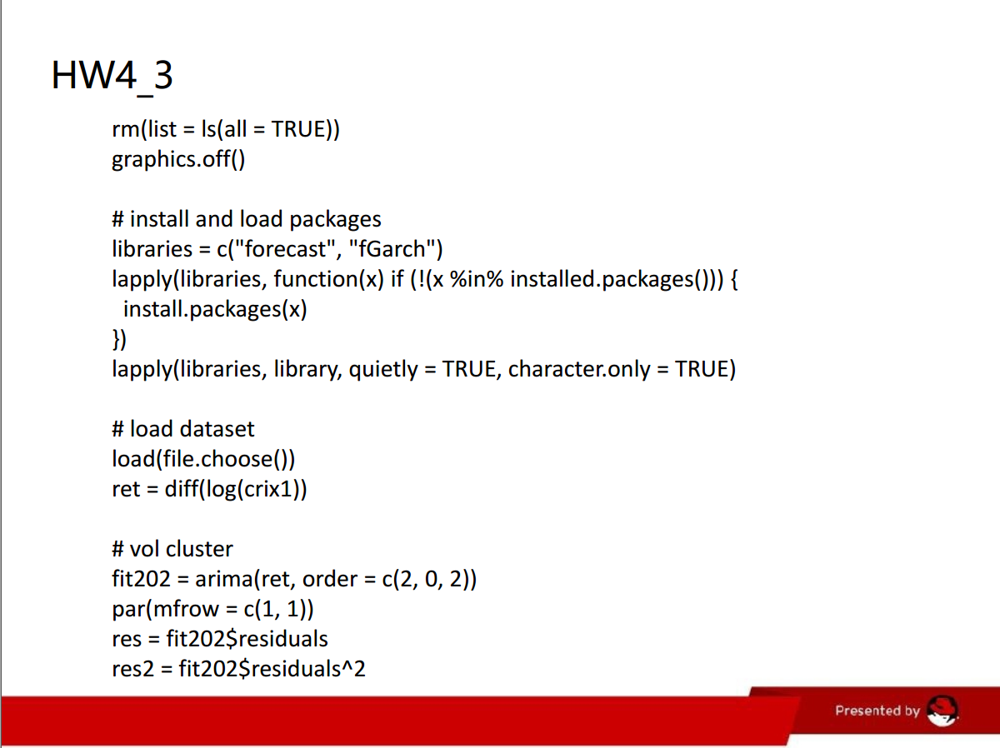 HW4_3
rm(list = ls(all = TRUE))
graphics.off()
# install and load packages
libraries = c("forecast", "fGarch")
lapply(libraries, function(x) if (!(x %in% installed.packages())) {
install.packages(x)
})
lapply(libraries, library, quietly = TRUE, character.only = TRUE)
# load dataset
load(file.choose())
ret = diff(log(crix1))
# vol cluster
fit202 = arima(ret, order = c(2, 0, 2))
par(mfrow = c(1, 1))
res = fit202$residuals
res2 = fit202$residuals^2
Presented by